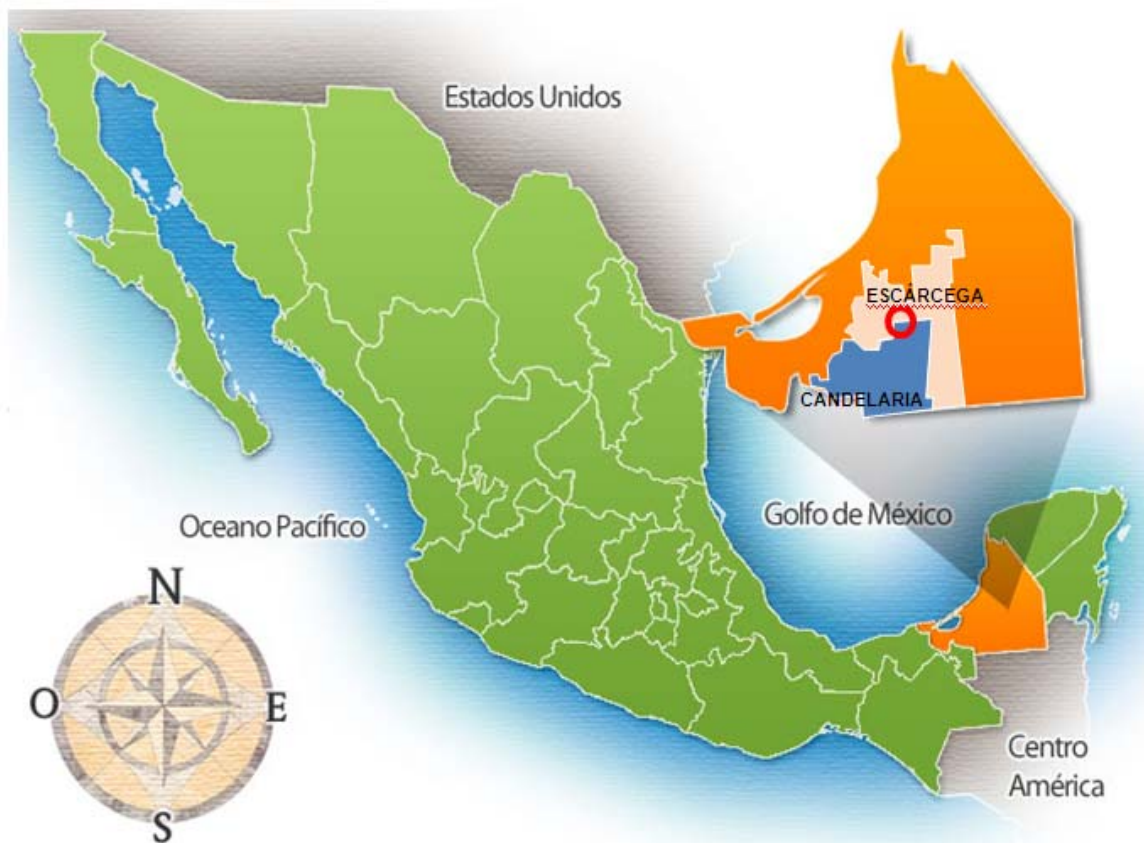 Estados Unidos
ESCÁRCEGA
CANDELARIA
Oceano Pacífico
Golfo de México
N
O
E
S
Centro
América